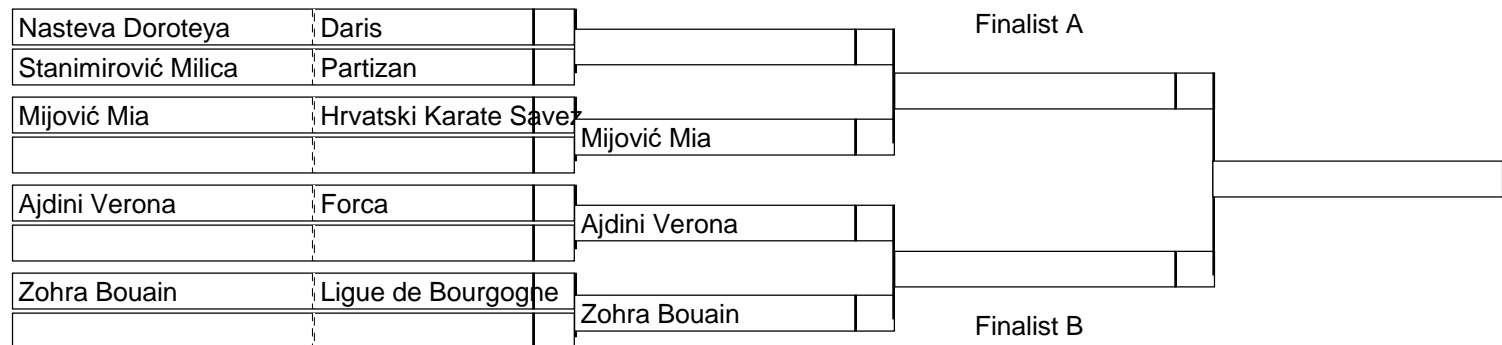 Nasteva Doroteya Daris Finalist A
Stanimirović Milica Partizan
Mijović Mia Hrvatski Karate Savez
Mijović Mia
Ajdini Verona Forca
Ajdini Verona
Zohra Bouain Ligue de Bourgogne
Zohra Bouain
Finalist B